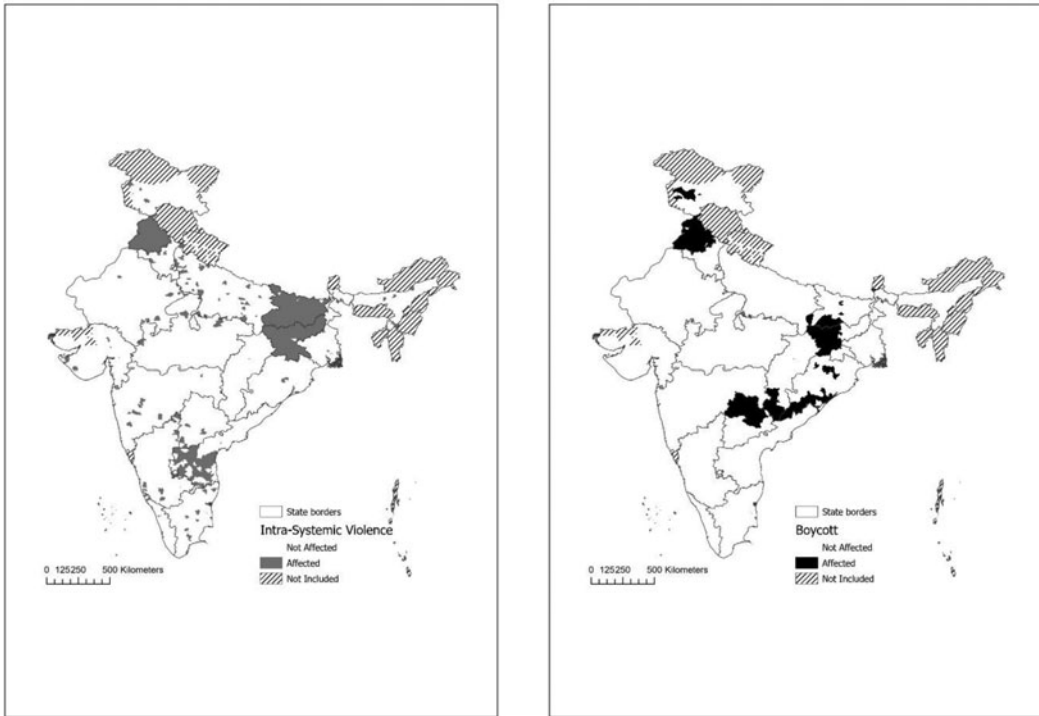 State borders
Intra-Systemic Violence
Not Affected
Affected
Not Included
0 125250 500 Kilometers
State borders
Boycott
Not Affected
Affected
Not Included
0 125250 500 Kilometers